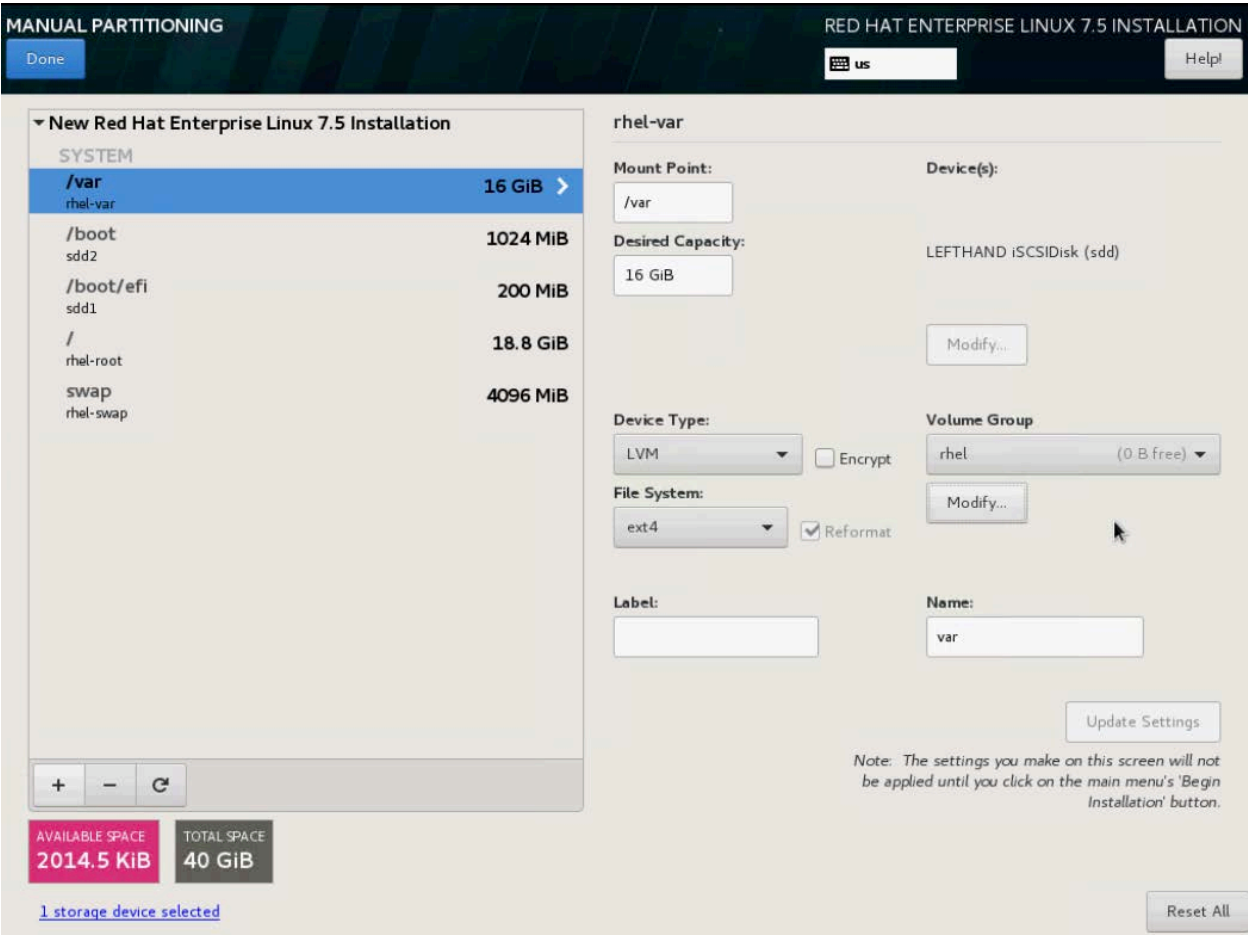 MANUAL PARTITIONING
RED HAT ENTERPRISE LINUX 7.5 INSTALLATION
Done
us
Help!
New Red Hat Enterprise Linux 7.5 Installation
SYSTEM
/var
rhel-var
16 GiB
/boot
sdd2
1024 MiB
/boot/efi
sdd1
200 MiB
/
rhel-root
18.8 GiB
swap
rhel-swap
4096 MiB
rhel-var
Mount Point:
/var
Device(s):
Desired Capacity:
16 GiB
LEFTHAND iSCSIDisk (sdd)
Modify...
Device Type:
LVM
Encrypt
Volume Group
rhel (0 B free)
File System:
ext4
Reformat
Modify...
Label:
Name:
var
Update Settings
Note: The settings you make on this screen will not
be applied until you click on the main menu's 'Begin
Installation' button.
AVAILABLE SPACE
2014.5 KiB
TOTAL SPACE
40 GiB
1 storage device selected
Reset All